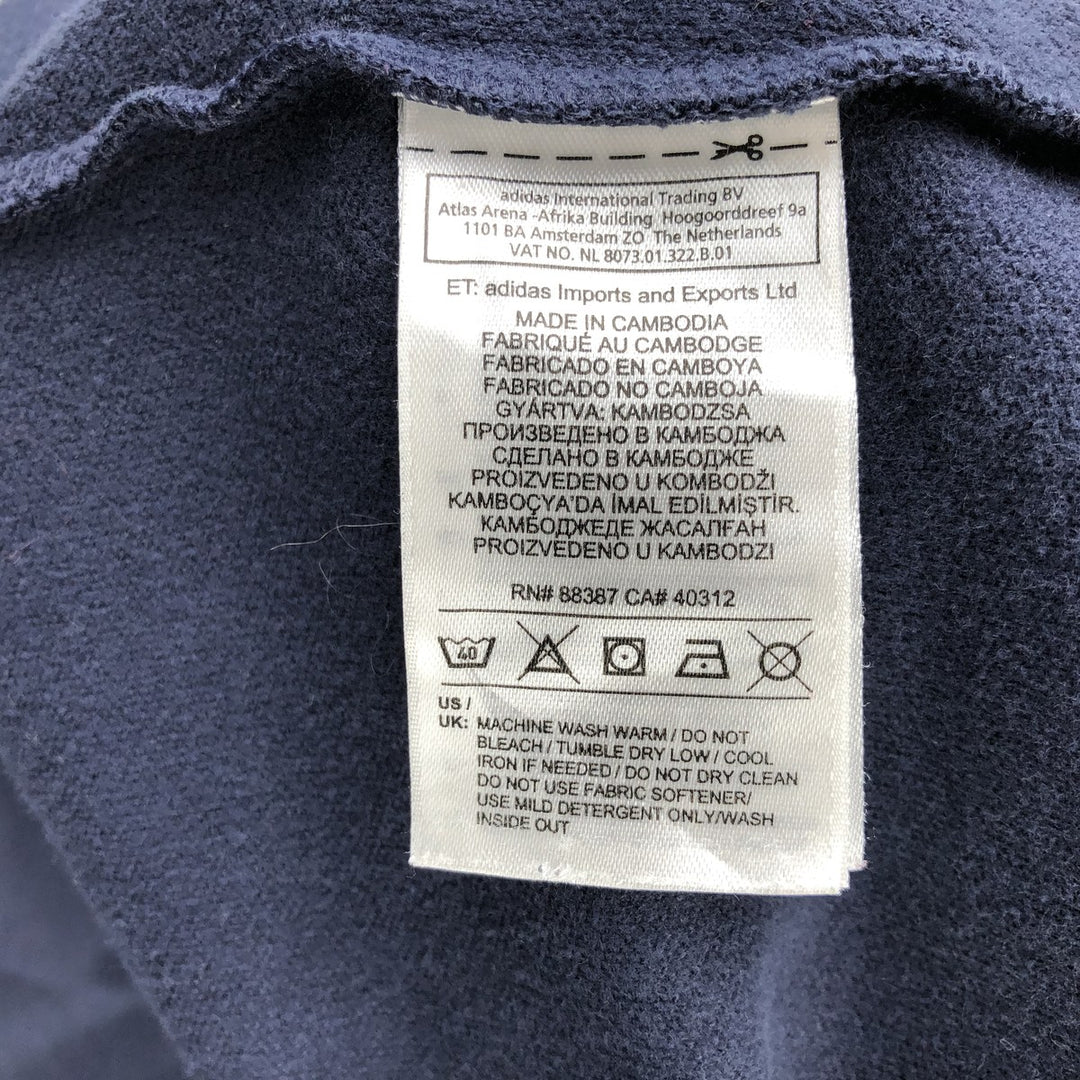 adidas International Trading BV
Atlas Arena -Afrika Building Hoogoorddreef 9a
1101 BA Amsterdam ZO The Netherlands
VAT NO. NL 8073.01.322.B.01
ET: adidas Imports and Exports Ltd
MADE IN CAMBODIA
FABRIQUÉ AU CAMBODGE
FABRICADO EN CAMBOYA
FABRICADO NO CAMBOJA
GYÁRTVA: KAMBODZSA
ПРОИЗВЕДЕНО В КАМБОДЖА
СДЕЛАНО В КАМБОДЖЕ
PROIZVEDENO U KOMBODŽI
KAMBOÇYA'DA İMAL EDİLMİŞTİR.
КАМБОДЖЕДЕ ЖАСАЛҒАН
PROIZVEDENO U KAMBODZI
RN# 88387 CA# 40312
40
US /
UK: MACHINE WASH WARM / DO NOT
BLEACH / TUMBLE DRY LOW / COOL
IRON IF NEEDED / DO NOT DRY CLEAN
DO NOT USE FABRIC SOFTENER/
USE MILD DETERGENT ONLY/WASH
INSIDE OUT